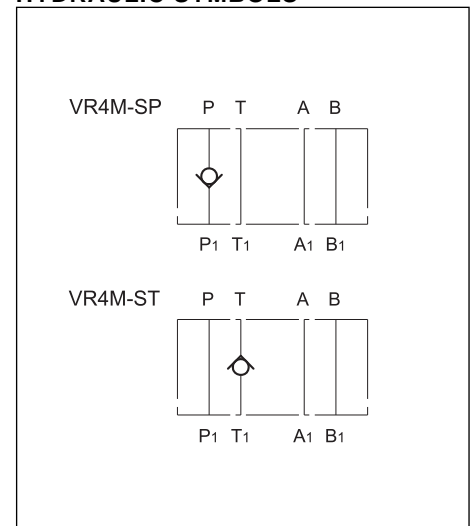 HYDRAULIC SYMBOLS
VR4M-SP P T A B
P1 T1 A1 B1
VR4M-ST P T A B
P1 T1 A1 B1